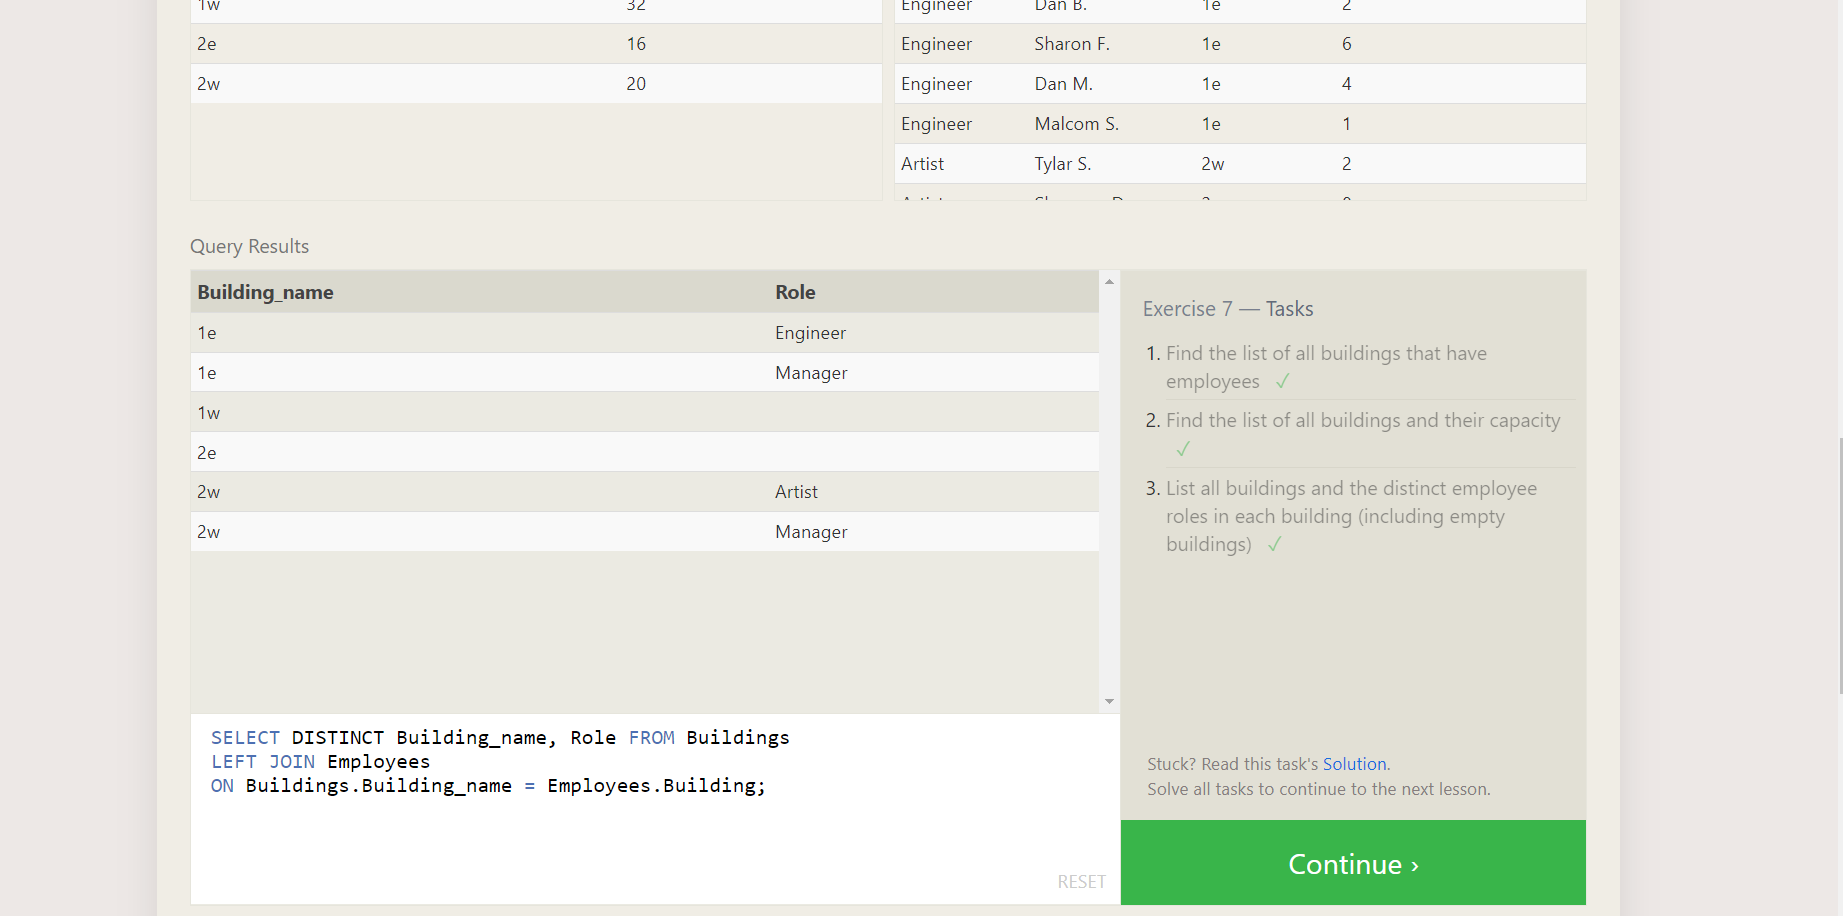 1w 32
2e 16
2w 20
Engineer Dan B. 1e 2
Engineer Sharon F. 1e 6
Engineer Dan M. 1e 4
Engineer Malcom S. 1e 1
Artist Tylar S. 2w 2
Query Results
Building_name Role
1e Engineer
1e Manager
1w
2e
2w Artist
2w Manager
SELECT DISTINCT Building_name, Role FROM Buildings
LEFT JOIN Employees
ON Buildings.Building_name = Employees.Building;
RESET
Exercise 7 — Tasks
1. Find the list of all buildings that have
employees ✓
2. Find the list of all buildings and their capacity
✓
3. List all buildings and the distinct employee
roles in each building (including empty
buildings) ✓
Stuck? Read this task's Solution.
Solve all tasks to continue to the next lesson.
Continue ›